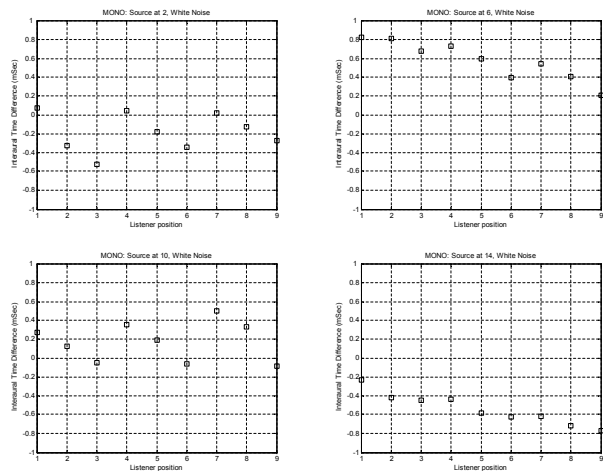 MONO: Source at 2, White Noise
Interaural Time Difference (mSec)
1
0.8
0.6
0.4
0.2
0
-0.2
-0.4
-0.6
-0.8
-1
1 2 3 4 5 6 7 8 9
Listener position
MONO: Source at 6, White Noise
Interaural Time Difference (mSec)
1
0.8
0.6
0.4
0.2
0
-0.2
-0.4
-0.6
-0.8
-1
1 2 3 4 5 6 7 8 9
Listener position
MONO: Source at 10, White Noise
Interaural Time Difference (mSec)
1
0.8
0.6
0.4
0.2
0
-0.2
-0.4
-0.6
-0.8
-1
1 2 3 4 5 6 7 8 9
Listener position
MONO: Source at 14, White Noise
Interaural Time Difference (mSec)
1
0.8
0.6
0.4
0.2
0
-0.2
-0.4
-0.6
-0.8
-1
1 2 3 4 5 6 7 8 9
Listener position